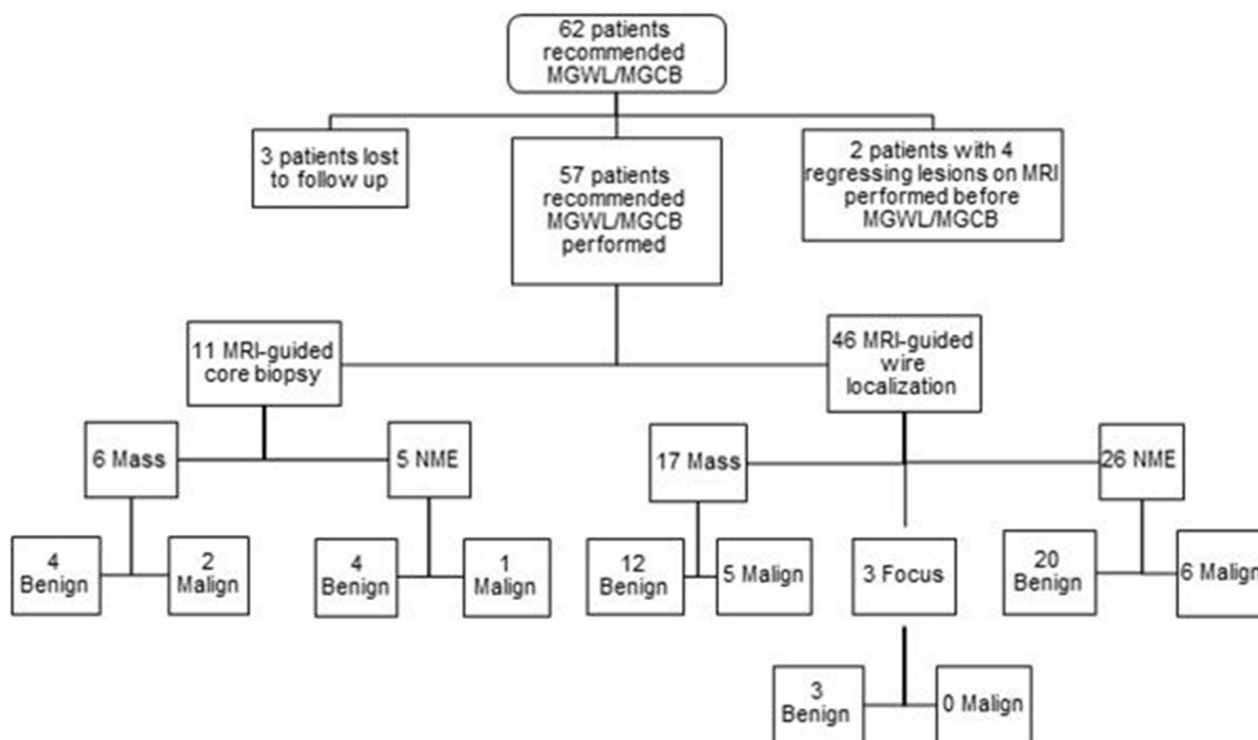 62 patients
recommended
MGWL/MGCB
3 patients lost
to follow up
57 patients
recommended
MGWL/MGCB
performed
2 patients with 4
regressing lesions on MRI
performed before
MGWL/MGCB
11 MRI-guided
core biopsy
46 MRI-guided
wire
localization
6 Mass
5 NME
17 Mass
26 NME
4
Benign
2
Malign
4
Benign
1
Malign
12
Benign
5 Malign
3 Focus
20
Benign
6 Malign
3
Benign
0 Malign